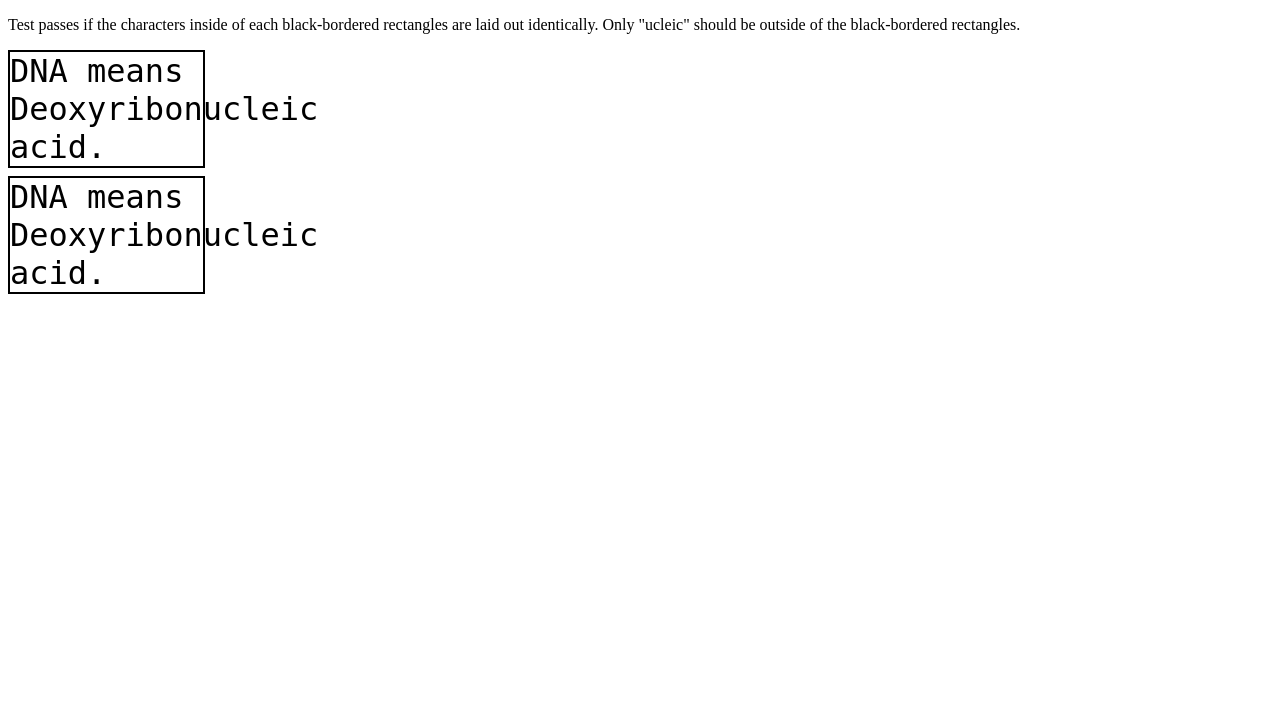 Test passes if the characters inside of each black-bordered rectangles are laid out identically. Only "ucleic" should be outside of the black-bordered rectangles.
DNA means
Deoxyribonucleic
acid.
DNA means
Deoxyribonucleic
acid.